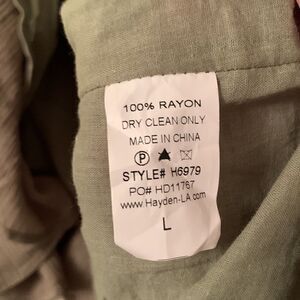 100% RAYON
DRY CLEAN ONLY
MADE IN CHINA
P
STYLE# H6979
PO# HD11767
www.Hayden-LA.com
L